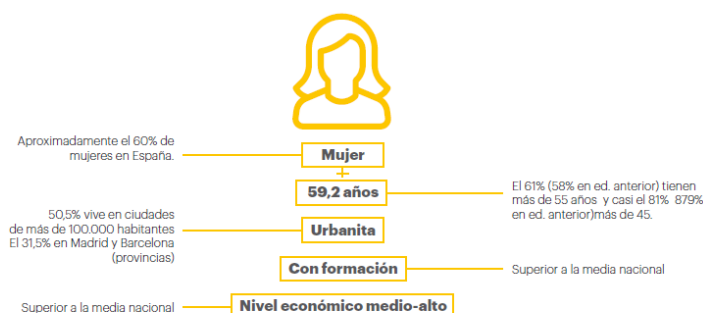 Aproximadamente el 60% de
mujeres en España.
Mujer
+
59,2 años
El 61% (58% en ed. anterior) tienen
más de 55 años y casi el 81% 879%
en ed. anterior)más de 45.
50,5% vive en ciudades
de más de 100.000 habitantes
El 31,5% en Madrid y Barcelona
(provincias)
Urbanita
Con formación
Superior a la media nacional
Superior a la media nacional
Nivel económico medio-alto